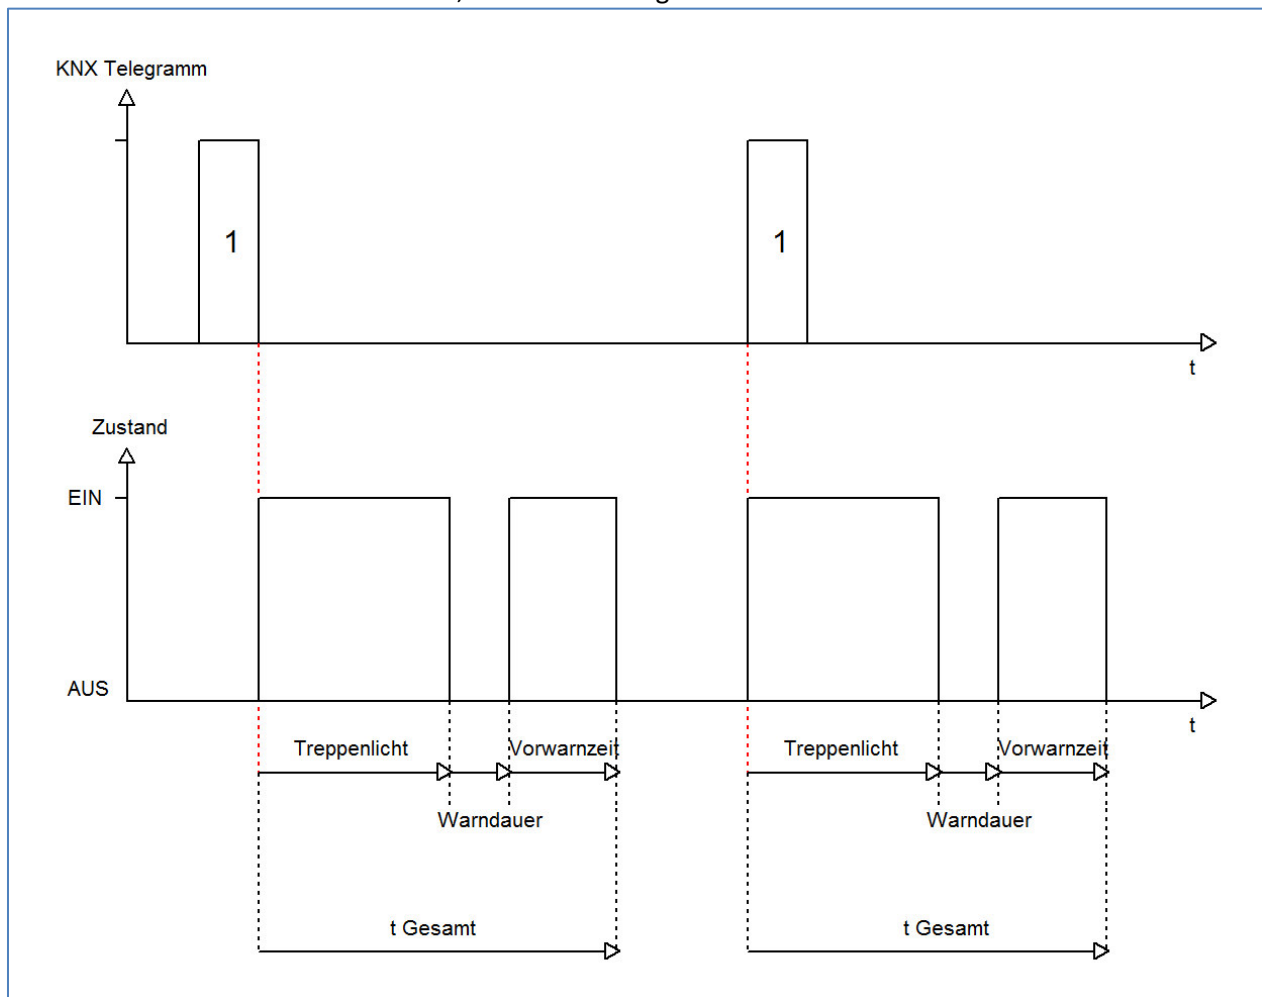 KNX Telegramm
1
1
t
Zustand
EIN
AUS
t
Treppenlicht
Vorwarnzeit
Treppenlicht
Vorwarnzeit
Warndauer
Warndauer
t Gesamt
t Gesamt